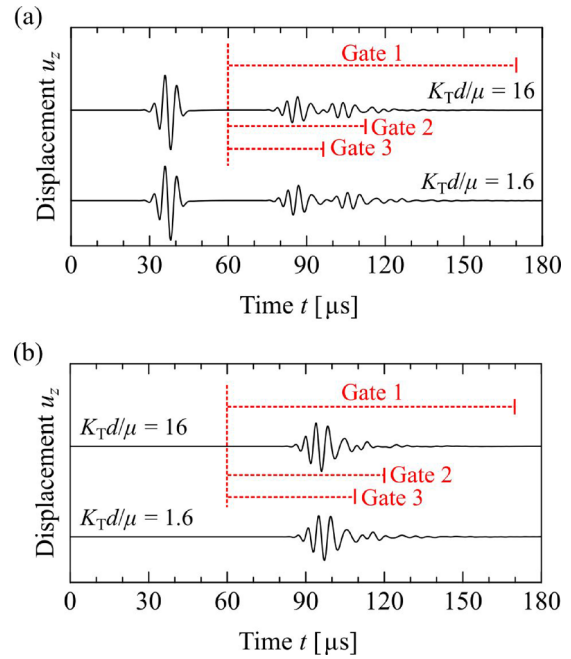 (a)
Displacement u_z
Gate 1
K_Td/μ = 16
Gate 2
Gate 3
K_Td/μ = 1.6
0 30 60 90 120 150 180
Time t [μs]
(b)
Displacement u_z
Gate 1
K_Td/μ = 16
Gate 2
Gate 3
K_Td/μ = 1.6
0 30 60 90 120 150 180
Time t [μs]